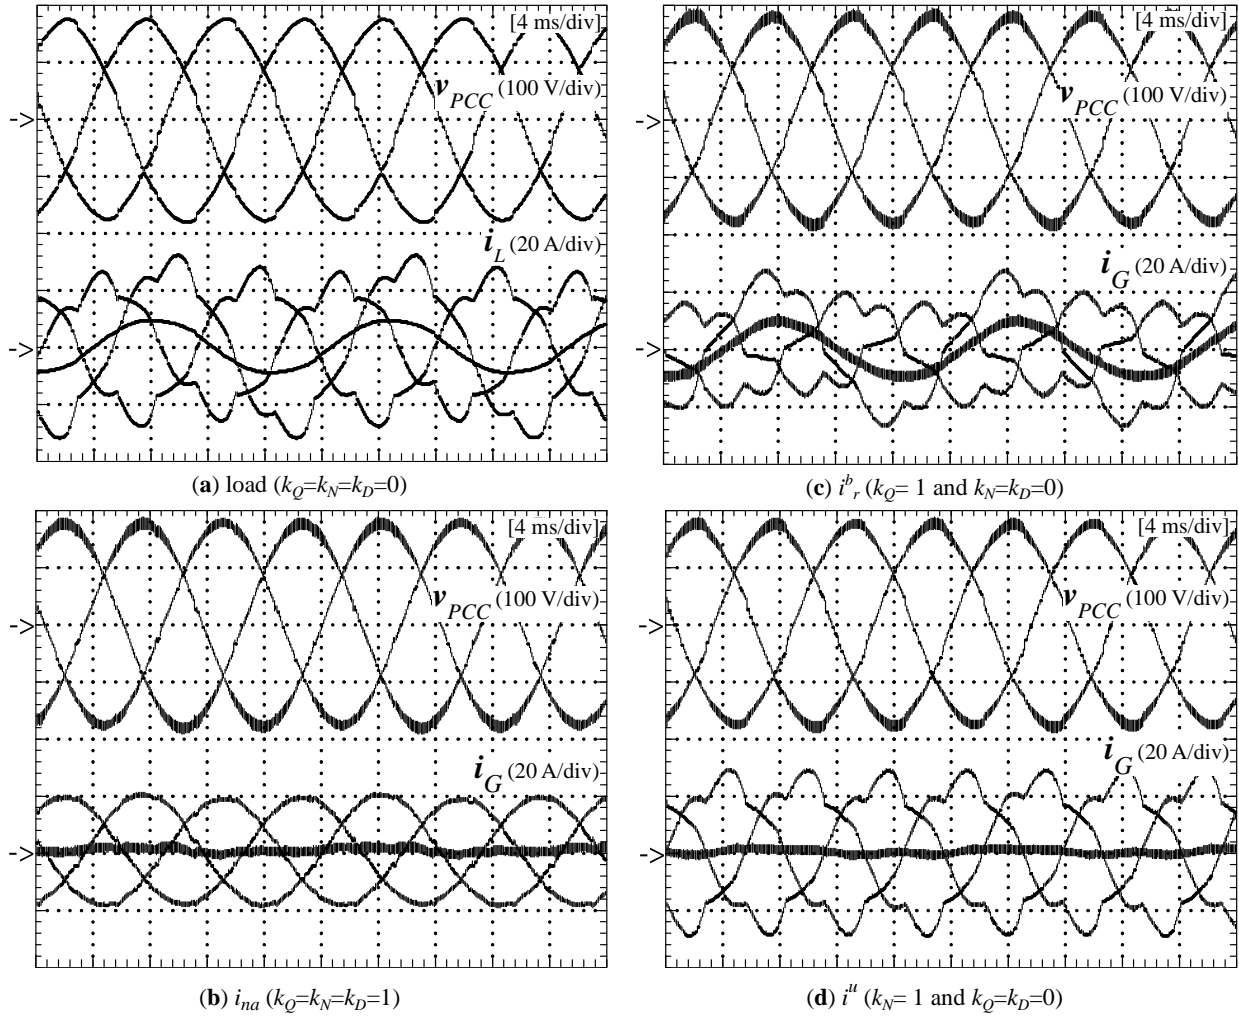 [4 ms/div]
v_PCC (100 V/div)
i_L (20 A/div)
(a) load (k_Q=k_N=k_D=0)
[4 ms/div]
v_PCC (100 V/div)
i_G (20 A/div)
(c) i^b_r (k_Q= 1 and k_N=k_D=0)
[4 ms/div]
v_PCC (100 V/div)
i_G (20 A/div)
(b) i_na (k_Q=k_N=k_D=1)
[4 ms/div]
v_PCC (100 V/div)
i_G (20 A/div)
(d) i^u (k_N= 1 and k_Q=k_D=0)